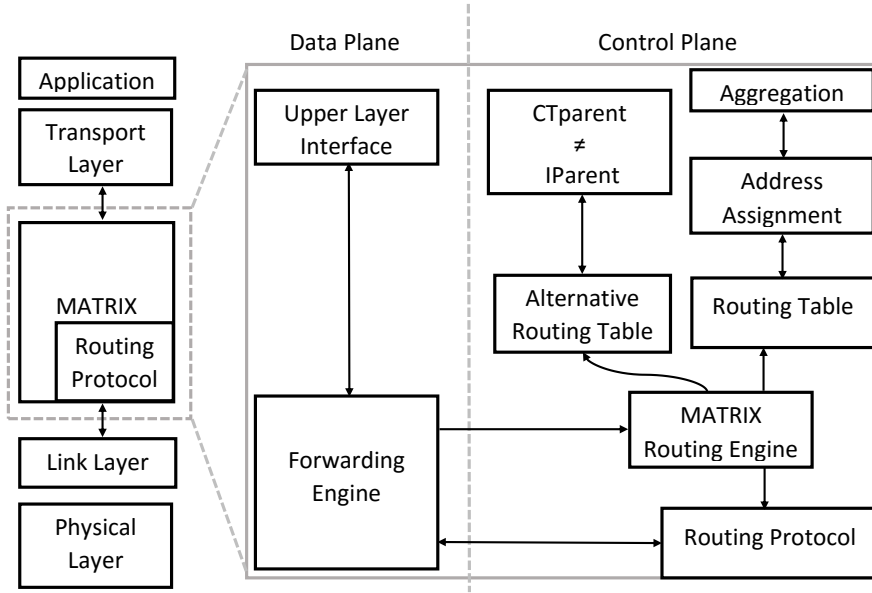 Data Plane
Control Plane
Application
Transport
Layer
MATRIX
Routing
Protocol
Link Layer
Physical
Layer
Upper Layer
Interface
Forwarding
Engine
CTparent
≠
IParent
Aggregation
Address
Assignment
Alternative
Routing Table
Routing Table
MATRIX
Routing Engine
Routing Protocol